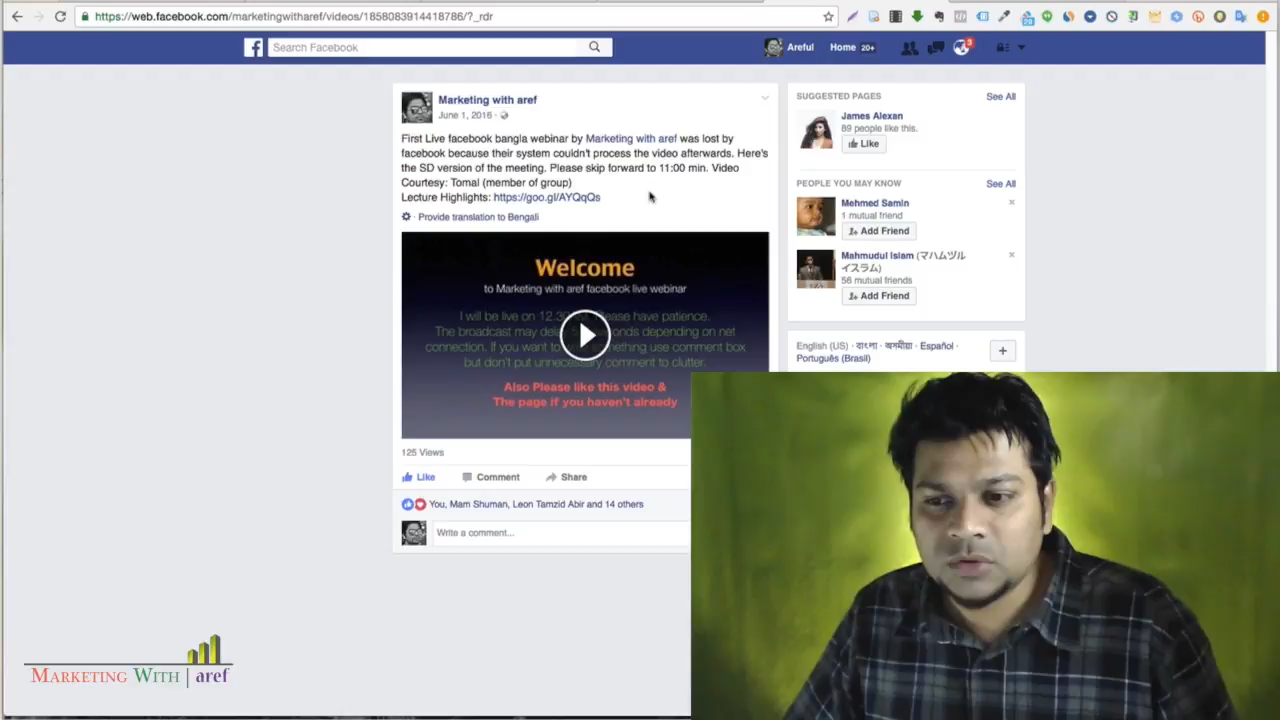 https://web.facebook.com/marketingwitharef/videos/1858083914418786/?_rdr
Search Facebook
Areful
Home 20+
3
Marketing with aref
June 1, 2016
First Live facebook bangla webinar by Marketing with aref was lost by
facebook because their system couldn't process the video afterwards. Here's
the SD version of the meeting. Please skip forward to 11:00 min. Video
Courtesy: Tomal (member of group)
Lecture Highlights: https://goo.gl/AYQqQs
Provide translation to Bengali
Welcome
to Marketing with aref facebook live webinar
I will be live on 12.30 ease have patience.
The broadcast may de onds depending on net
connection. If you want to mething use comment box
but don't put unnecessary comment to clutter.
Also Please like this video &
The page if you haven't already
125 Views
Like
Comment
Share
You, Mam Shuman, Leon Tamzid Abir and 14 others
Write a comment...
SUGGESTED PAGES
See All
James Alexan
89 people like this.
Like
PEOPLE YOU MAY KNOW
See All
Mehmed Samin
1 mutual friend
Add Friend
Mahmudul Islam (マハムヅル
イスラム)
56 mutual friends
Add Friend
English (US) · বাংলা · অসমীয়া · Español ·
Português (Brasil)
MARKETING WITH | aref